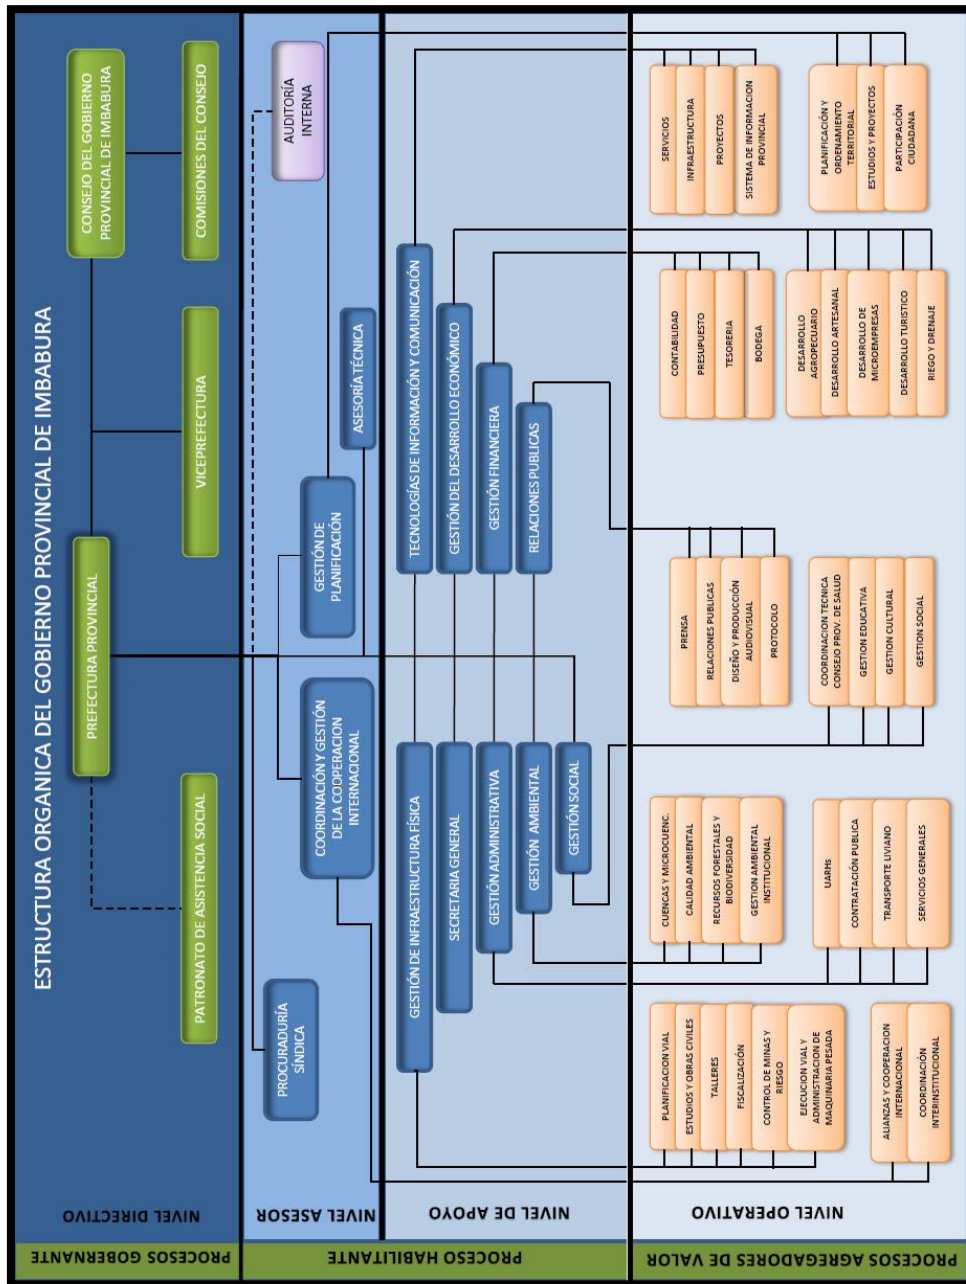 ESTRUCTURA ORGANICA DEL GOBIERNO PROVINCIAL DE IMBABURA
PROCESOS GOBERNANTE
NIVEL DIRECTIVO
CONSEJO DEL GOBIERNO
PROVINCIAL DE IMBABURA
PREFECTURA PROVINCIAL
PATRONATO DE ASISTENCIA SOCIAL
VICEPREFECTURA
COMISIONES DEL CONSEJO
PROCESO HABILITANTE
NIVEL ASESOR
PROCURADURÍA
SÍNDICA
AUDITORÍA
INTERNA
COORDINACIÓN Y GESTIÓN
DE LA COOPERACION
INTERNACIONAL
GESTIÓN DE
PLANIFICACIÓN
ASESORÍA TÉCNICA
NIVEL DE APOYO
GESTIÓN DE INFRAESTRUCTURA FÍSICA
TECNOLOGÍAS DE INFORMACIÓN Y COMUNICACIÓN
SECRETARIA GENERAL
GESTIÓN DEL DESARROLLO ECONÓMICO
GESTIÓN ADMINISTRATIVA
GESTIÓN FINANCIERA
GESTIÓN AMBIENTAL
RELACIONES PUBLICAS
GESTIÓN SOCIAL
PROCESOS AGREGADORES DE VALOR
NIVEL OPERATIVO
PLANIFICACION VIAL
ESTUDIOS Y OBRAS CIVILES
TALLERES
FISCALIZACIÓN
CONTROL DE MINAS Y
RIESGO
EJECUCION VIAL Y
ADMINISTRACION DE
MAQUINARIA PESADA
CUENCAS Y MICROCUENC.
CALIDAD AMBIENTAL
RECURSOS FORESTALES Y
BIODIVERSIDAD
GESTION AMBIENTAL
INSTITUCIONAL
PRENSA
RELACIONES PUBLICAS
DISEÑO Y PRODUCCIÓN
AUDIOVISUAL
PROTOCOLO
CONTABILIDAD
PRESUPUESTO
TESORERIA
BODEGA
SERVICIOS
INFRAESTRUCTURA
PROYECTOS
SISTEMA DE INFORMACION
PROVINCIAL
ALIANZAS Y COOPERACION
INTERNACIONAL
COORDINACIÓN
INTERINSTITUCIONAL
UARHs
CONTRATACIÓN PUBLICA
TRANSPORTE LIVIANO
SERVICIOS GENERALES
COORDINACION TECNICA
CONSEJO PROV. DE SALUD
GESTION EDUCATIVA
GESTION CULTURAL
GESTION SOCIAL
DESARROLLO
AGROPECUARIO
DESARROLLO ARTESANAL
DESARROLLO DE
MICROEMPRESAS
DESARROLLO TURISTICO
RIEGO Y DRENAJE
PLANIFICACIÓN Y
ORDENAMIENTO
TERRITORIAL
ESTUDIOS Y PROYECTOS
PARTICIPACIÓN
CIUDADANA